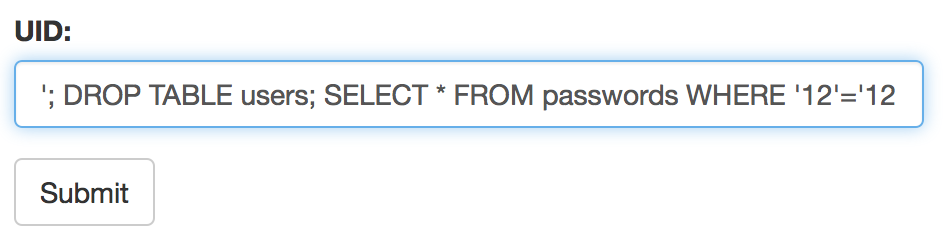 UID:
'; DROP TABLE users; SELECT * FROM passwords WHERE '12'='12
Submit